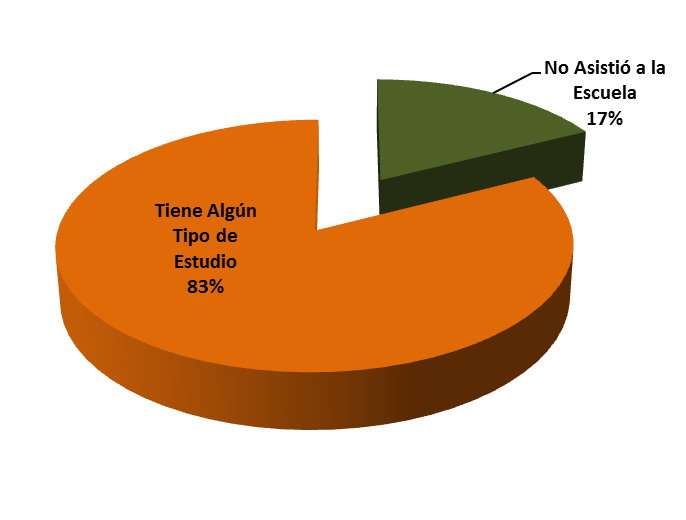 No Asistió a la
Escuela
17%
Tiene Algún
Tipo de
Estudio
83%